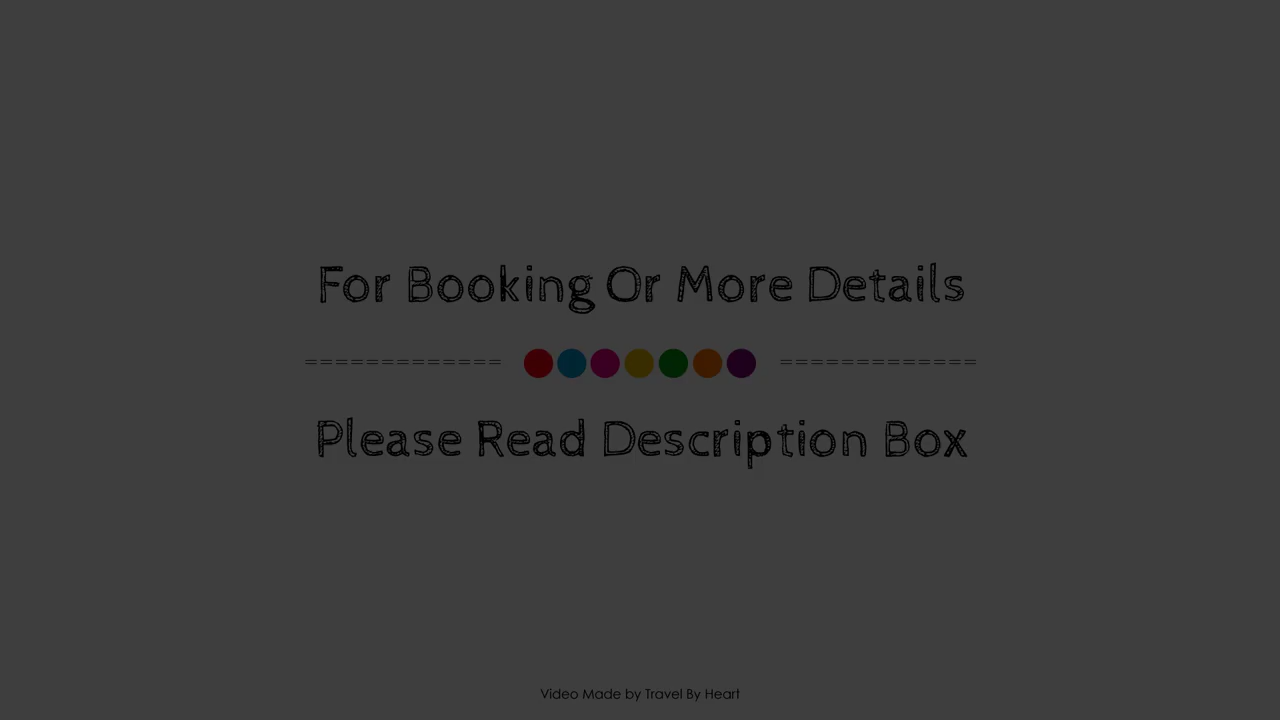 For Booking Or More Details
============= =============
Please Read Description Box
Video Made by Travel By Heart